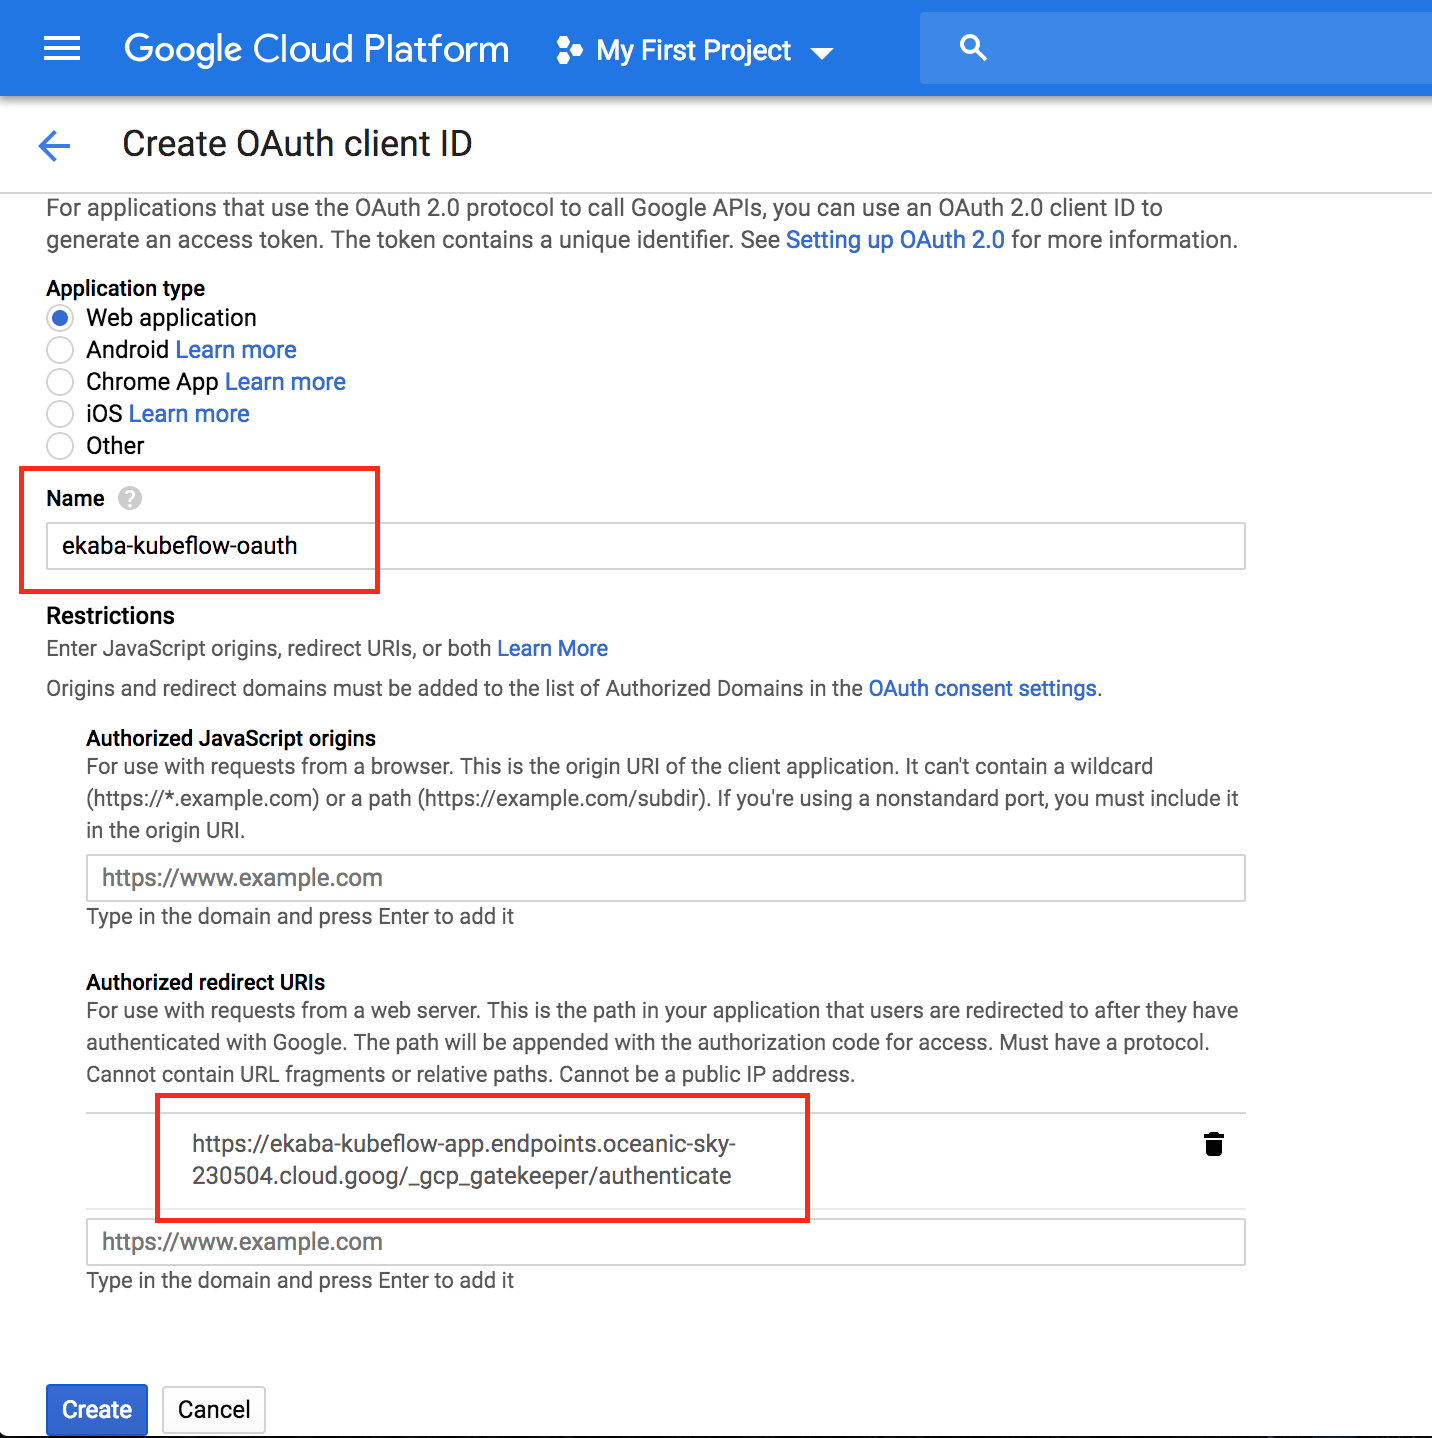 Google Cloud Platform My First Project
Create OAuth client ID
For applications that use the OAuth 2.0 protocol to call Google APIs, you can use an OAuth 2.0 client ID to
generate an access token. The token contains a unique identifier. See Setting up OAuth 2.0 for more information.
Application type
Web application
Android Learn more
Chrome App Learn more
iOS Learn more
Other
Name ?
ekaba-kubeflow-oauth
Restrictions
Enter JavaScript origins, redirect URIs, or both Learn More
Origins and redirect domains must be added to the list of Authorized Domains in the OAuth consent settings.
Authorized JavaScript origins
For use with requests from a browser. This is the origin URI of the client application. It can't contain a wildcard
(https://*.example.com) or a path (https://example.com/subdir). If you're using a nonstandard port, you must include it
in the origin URI.
https://www.example.com
Type in the domain and press Enter to add it
Authorized redirect URIs
For use with requests from a web server. This is the path in your application that users are redirected to after they have
authenticated with Google. The path will be appended with the authorization code for access. Must have a protocol.
Cannot contain URL fragments or relative paths. Cannot be a public IP address.
https://ekaba-kubeflow-app.endpoints.oceanic-sky-
230504.cloud.goog/_gcp_gatekeeper/authenticate
https://www.example.com
Type in the domain and press Enter to add it
Create Cancel